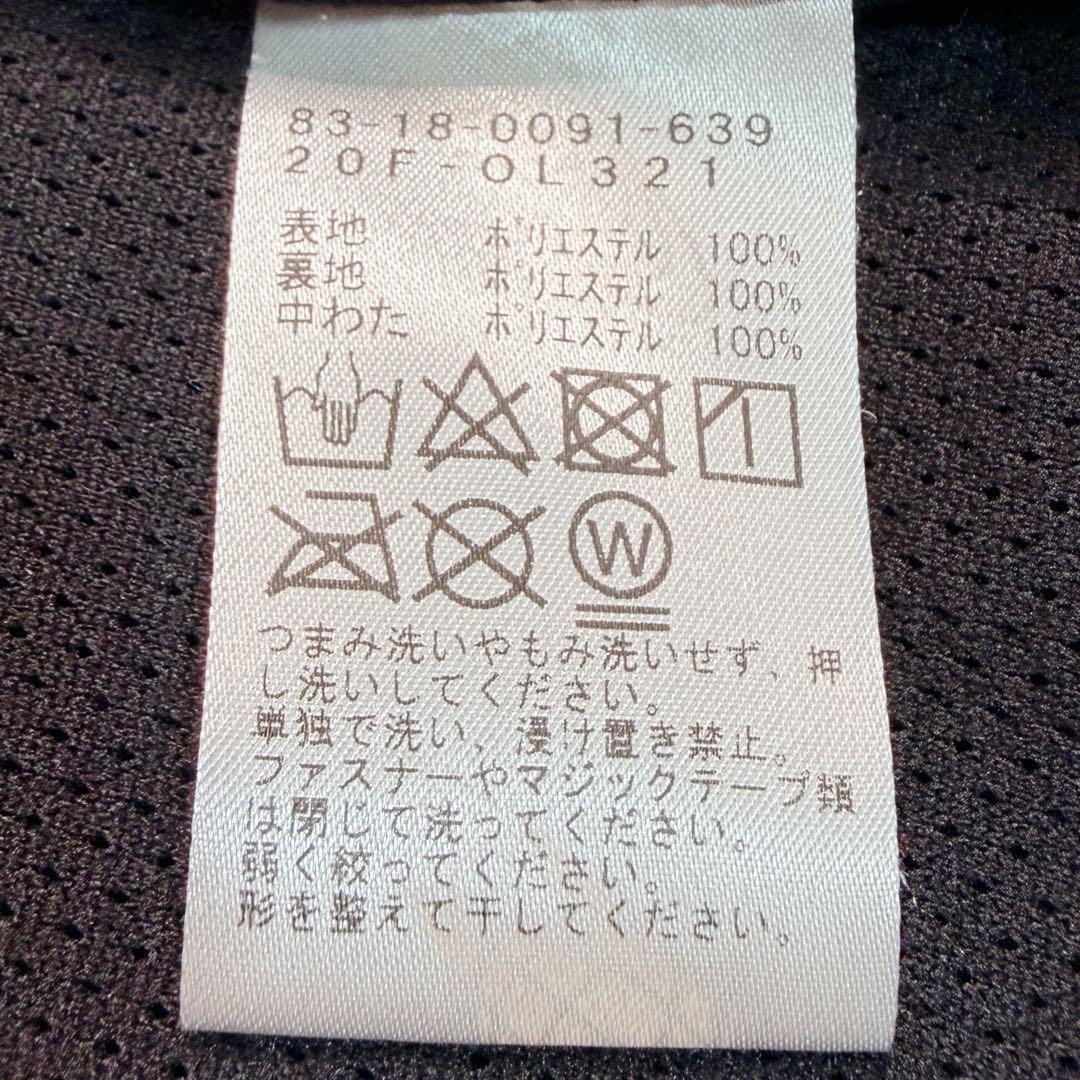 83-18-0091-639
20F-OL321
表地 ポリエステル 100%
裏地 ポリエステル 100%
中わた ポリエステル 100%
W
つまみ洗いやもみ洗いせず、押
し洗いしてください。
単独で洗い、浸け置き禁止。
ファスナーやマジックテープ類
は閉じて洗ってください。
弱く絞ってください。
形を整えて干してください。